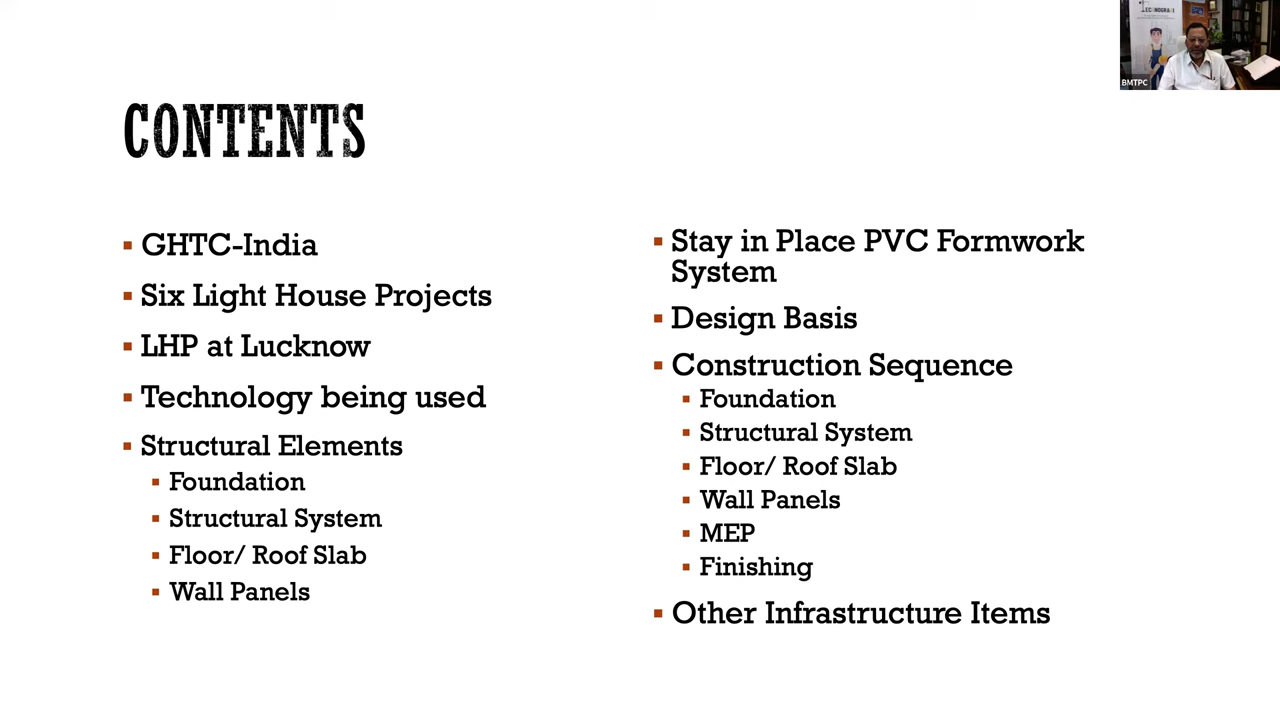 CONTENTS
GHTC-India
Six Light House Projects
LHP at Lucknow
Technology being used
Structural Elements
Foundation
Structural System
Floor/ Roof Slab
Wall Panels
Stay in Place PVC Formwork
System
Design Basis
Construction Sequence
Foundation
Structural System
Floor/ Roof Slab
Wall Panels
MEP
Finishing
Other Infrastructure Items
BMTPC